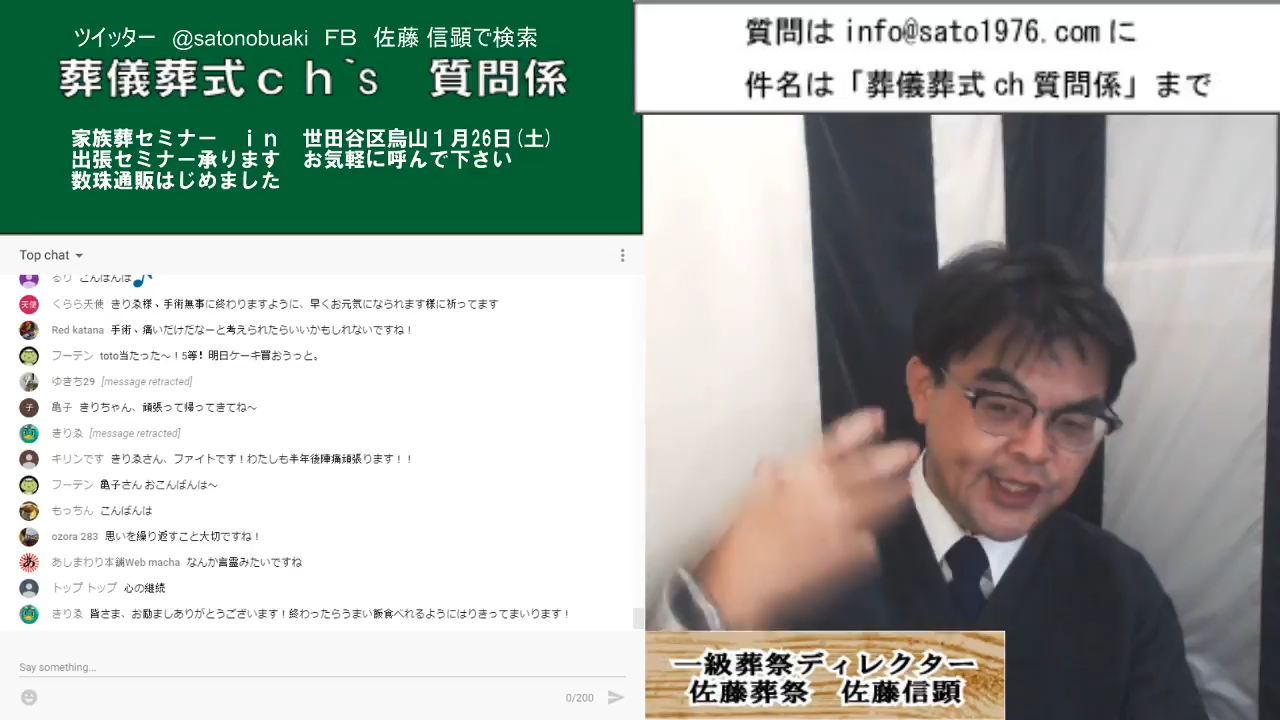 ツイッター　@satonobuaki　ＦＢ　佐藤 信顕で検索
葬儀葬式ｃｈ`s　質問係
家族葬セミナー　ｉｎ　世田谷区烏山１月26日(土)
出張セミナー承ります　お気軽に呼んで下さい
数珠通販はじめました
質問は info@sato1976.com に
件名は「葬儀葬式 ch 質問係」まで
Top chat
るり こんばんは🎵
天使 くらら天使 きりゑ様、手術無事に終わりますように、早くお元気になられます様に祈ってます
Red katana 手術、痛いだけだなーと考えられたらいいかもしれないですね！
フーテン toto当たった〜！5等！明日ケーキ買おうっと。
ゆきち29 [message retracted]
子 亀子 きりちゃん、頑張って帰ってきてね〜
きりゑ [message retracted]
キリンです きりゑさん、ファイトです！わたしも半年後陣痛頑張ります！！
フーテン 亀子さん おこんばんは〜
もっちん こんばんは
ozora 283 思いを繰り返すこと大切ですね！
あ あしまわり本舗Web macha なんか言霊みたいですね
トップ トップ 心の継続
きりゑ 皆さま、お励ましありがとうございます！終わったらうまい飯食べれるようにはりきってまいります！
Say something...
0/200
一級葬祭ディレクター
佐藤葬祭　佐藤信顕